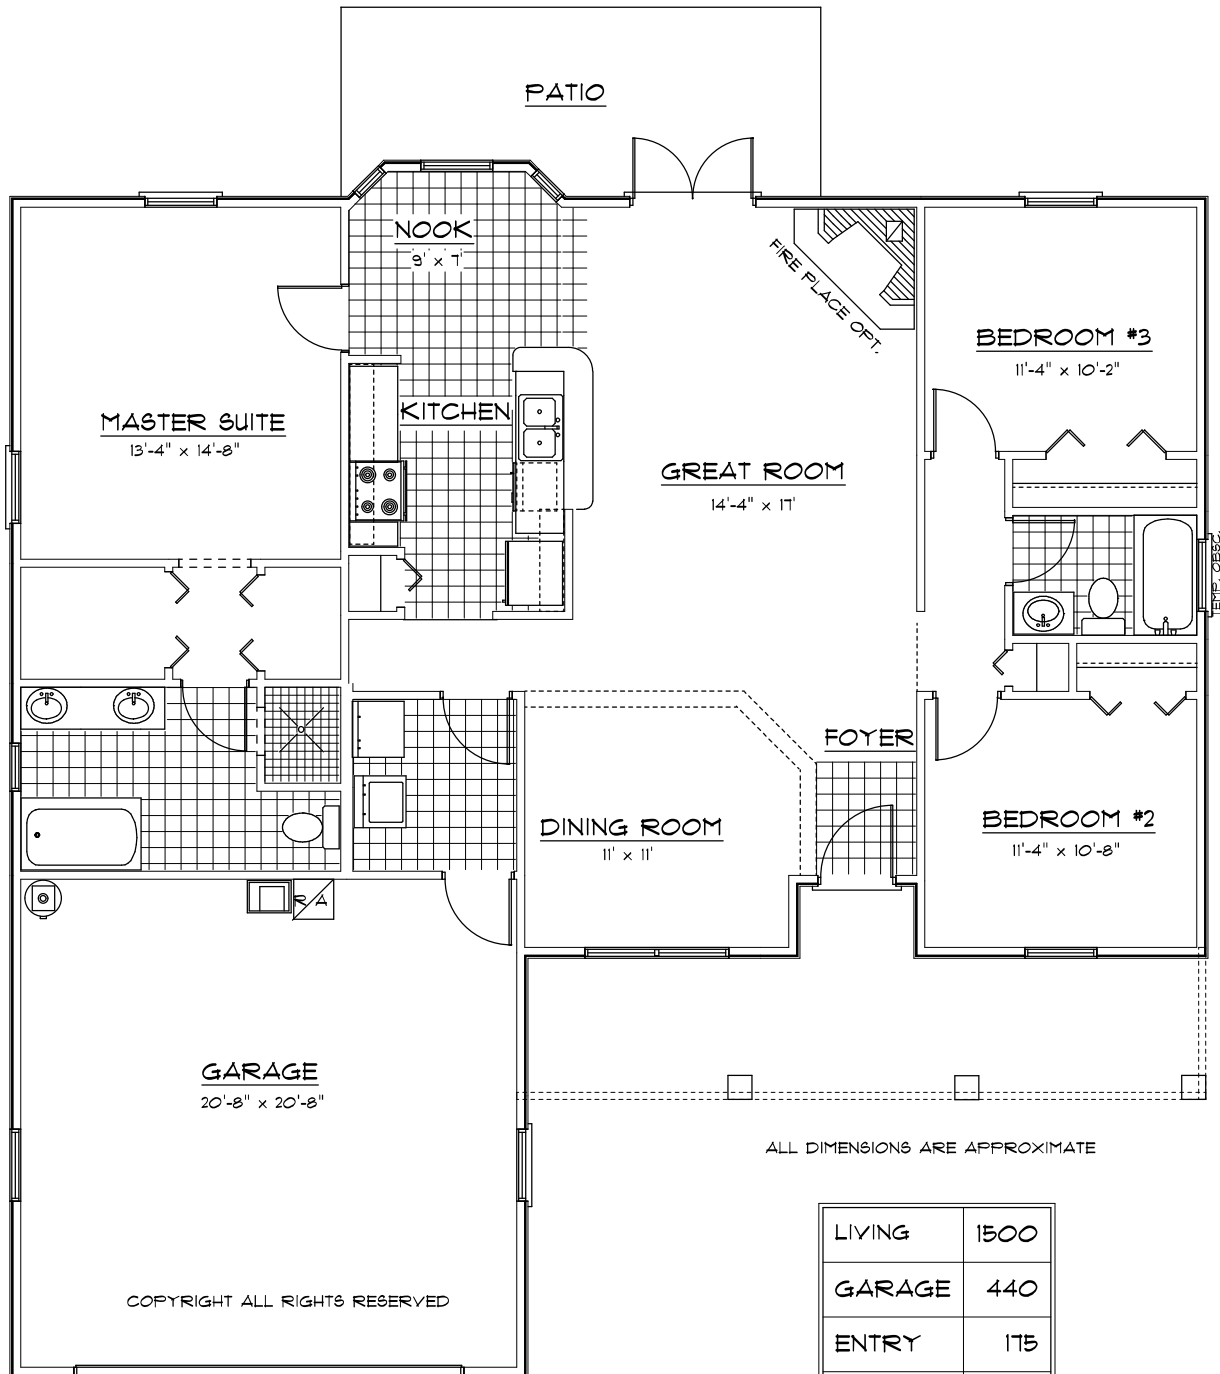 PATIO
NOOK
9' x 7'
FIRE PLACE OPT.
BEDROOM #3
11'-4" x 10'-2"
MASTER SUITE
13'-4" x 14'-8"
KITCHEN
GREAT ROOM
14'-4" x 17'
TEMP. OBSC.
FOYER
DINING ROOM
11' x 11'
BEDROOM #2
11'-4" x 10'-8"
R A
GARAGE
20'-8" x 20'-8"
ALL DIMENSIONS ARE APPROXIMATE
LIVING 1500
GARAGE 440
ENTRY 175
COPYRIGHT ALL RIGHTS RESERVED